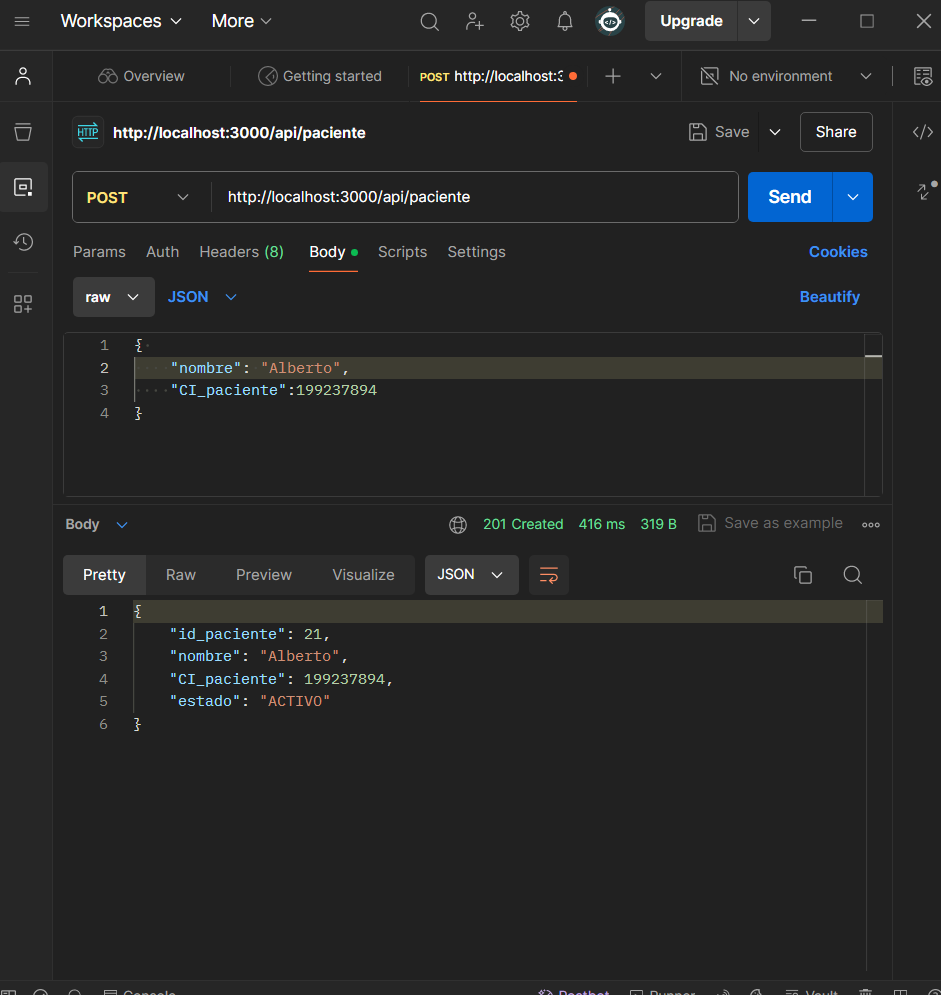 Workspaces More Upgrade
Overview Getting started POST http://localhost:3 No environment
HTTP http://localhost:3000/api/paciente Save Share
POST http://localhost:3000/api/paciente Send
Params Auth Headers (8) Body Scripts Settings Cookies
raw JSON Beautify
1 {
2 "nombre": "Alberto",
3 "CI_paciente":199237894
4 }
Body 201 Created 416 ms 319 B Save as example
Pretty Raw Preview Visualize JSON
1 {
2 "id_paciente": 21,
3 "nombre": "Alberto",
4 "CI_paciente": 199237894,
5 "estado": "ACTIVO"
6 }
Console Postbot Runner Vault